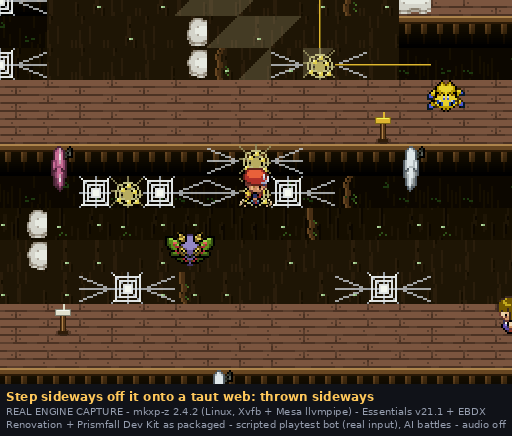 Step sideways off it onto a taut web: thrown sideways
REAL ENGINE CAPTURE - mkxp-z 2.4.2 (Linux, Xvfb + Mesa llvmpipe) - Essentials v21.1 + EBDX
Renovation + Prismfall Dev Kit as packaged - scripted playtest bot (real input), AI battles - audio off